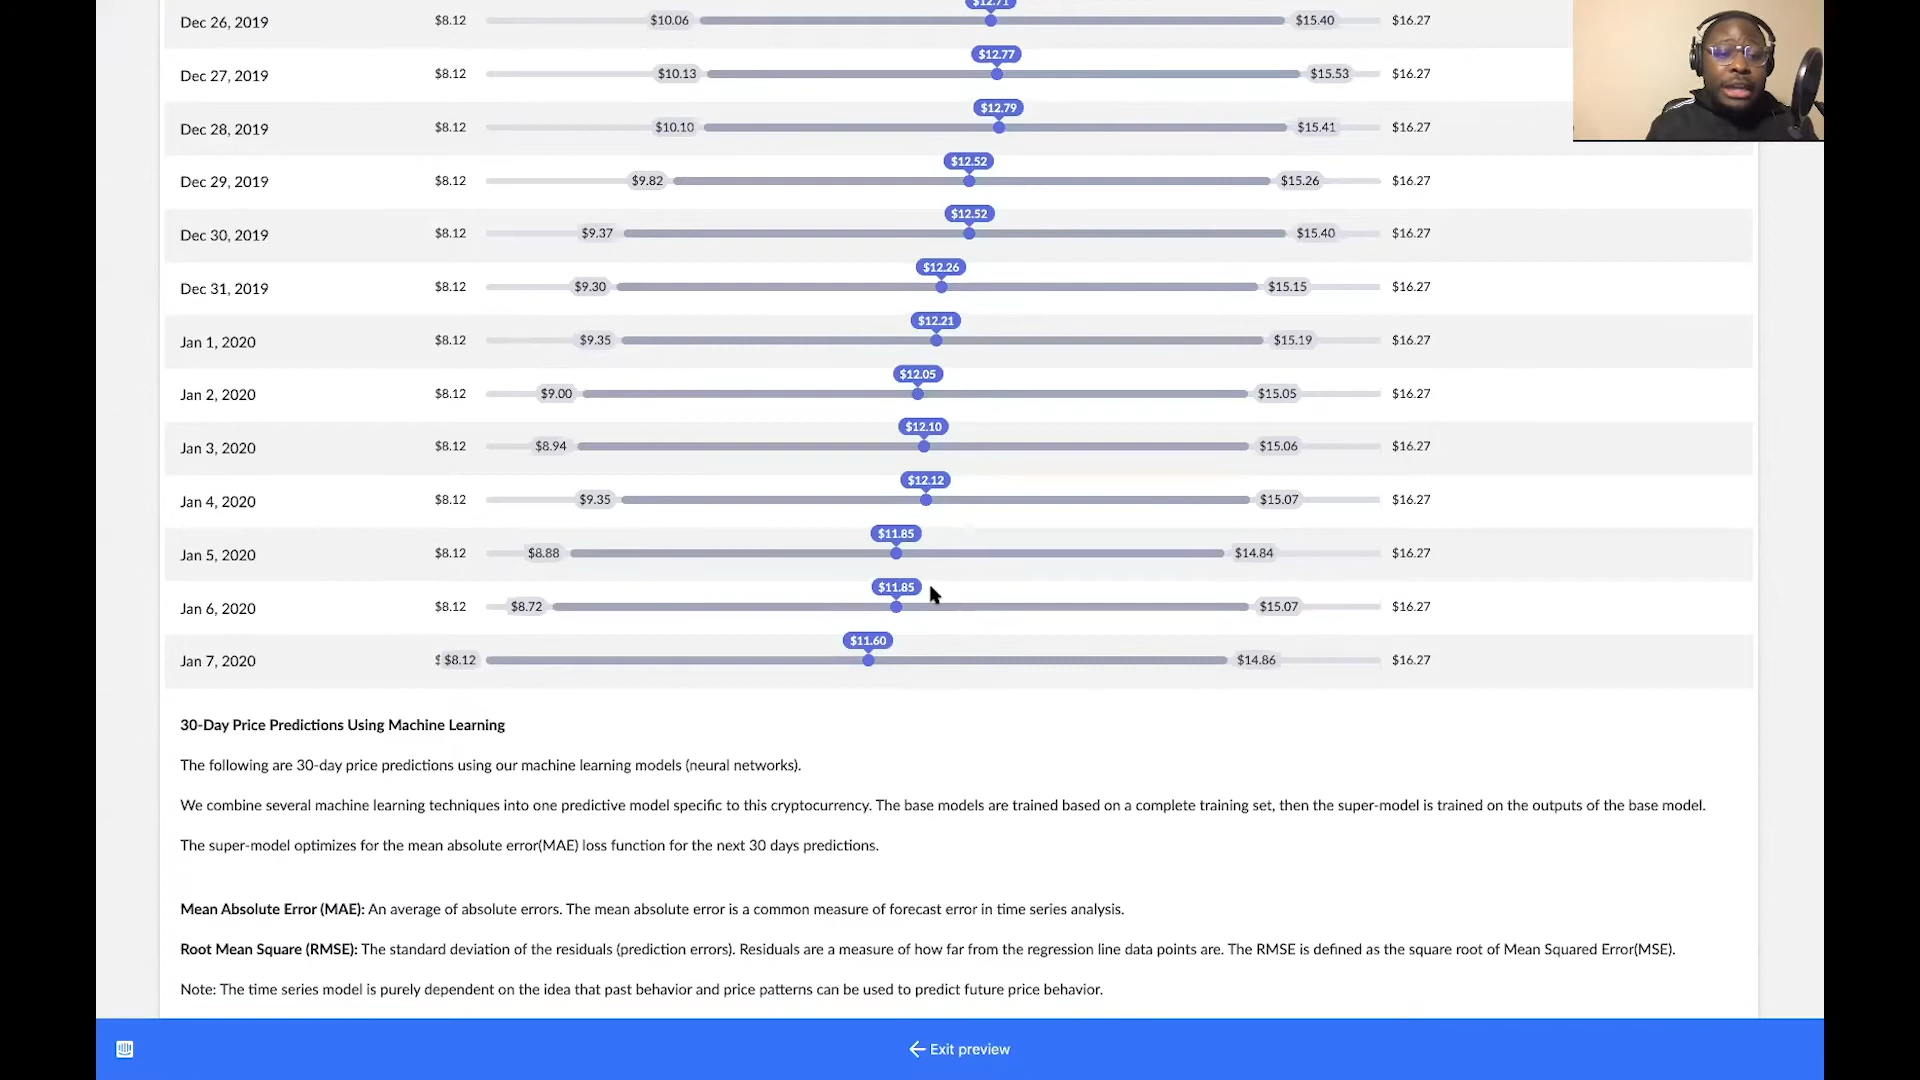 Dec 26, 2019 $8.12 $10.06 $12.71 $15.40 $16.27
Dec 27, 2019 $8.12 $10.13 $12.77 $15.53 $16.27
Dec 28, 2019 $8.12 $10.10 $12.79 $15.41 $16.27
Dec 29, 2019 $8.12 $9.82 $12.52 $15.26 $16.27
Dec 30, 2019 $8.12 $9.37 $12.52 $15.40 $16.27
Dec 31, 2019 $8.12 $9.30 $12.26 $15.15 $16.27
Jan 1, 2020 $8.12 $9.35 $12.21 $15.19 $16.27
Jan 2, 2020 $8.12 $9.00 $12.05 $15.05 $16.27
Jan 3, 2020 $8.12 $8.94 $12.10 $15.06 $16.27
Jan 4, 2020 $8.12 $9.35 $12.12 $15.07 $16.27
Jan 5, 2020 $8.12 $8.88 $11.85 $14.84 $16.27
Jan 6, 2020 $8.12 $8.72 $11.85 $15.07 $16.27
Jan 7, 2020 $ $8.12 $11.60 $14.86 $16.27
30-Day Price Predictions Using Machine Learning
The following are 30-day price predictions using our machine learning models (neural networks).
We combine several machine learning techniques into one predictive model specific to this cryptocurrency. The base models are trained based on a complete training set, then the super-model is trained on the outputs of the base model.
The super-model optimizes for the mean absolute error(MAE) loss function for the next 30 days predictions.
Mean Absolute Error (MAE): An average of absolute errors. The mean absolute error is a common measure of forecast error in time series analysis.
Root Mean Square (RMSE): The standard deviation of the residuals (prediction errors). Residuals are a measure of how far from the regression line data points are. The RMSE is defined as the square root of Mean Squared Error(MSE).
Note: The time series model is purely dependent on the idea that past behavior and price patterns can be used to predict future price behavior.
Exit preview